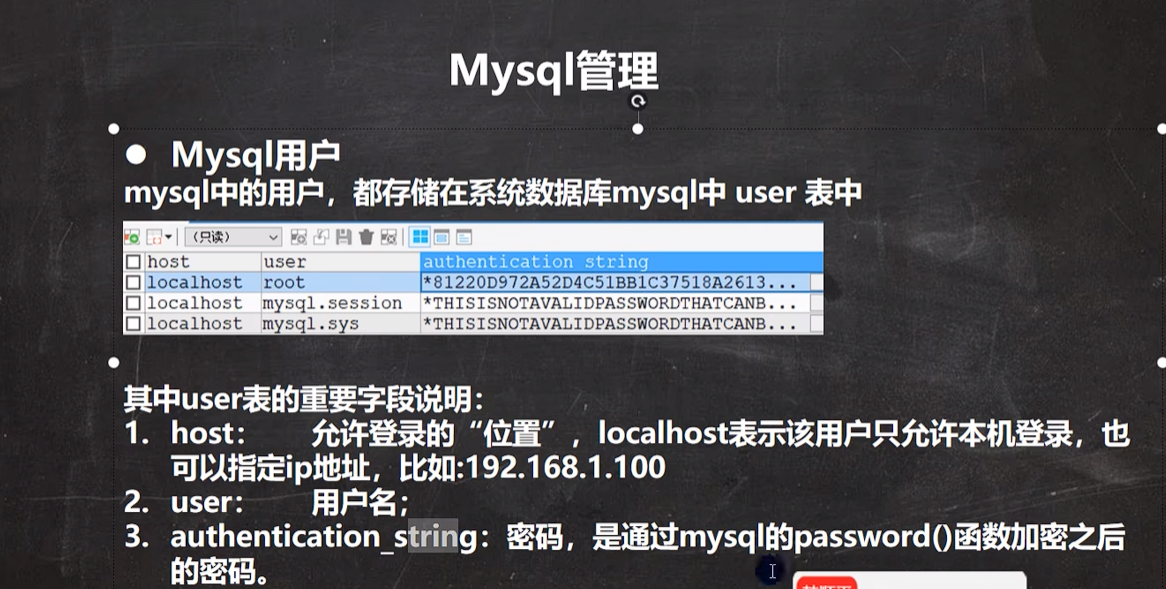 Mysql管理
● Mysql用户
mysql中的用户，都存储在系统数据库mysql中 user 表中
（只读）
host user authentication string
localhost root *81220D972A52D4C51BB1C37518A2613...
localhost mysql.session *THISISNOTAVALIDPASSWORDTHATCANB...
localhost mysql.sys *THISISNOTAVALIDPASSWORDTHATCANB...
其中user表的重要字段说明：
1. host： 允许登录的“位置”，localhost表示该用户只允许本机登录，也
可以指定ip地址，比如:192.168.1.100
2. user： 用户名；
3. authentication_string：密码，是通过mysql的password()函数加密之后
的密码。